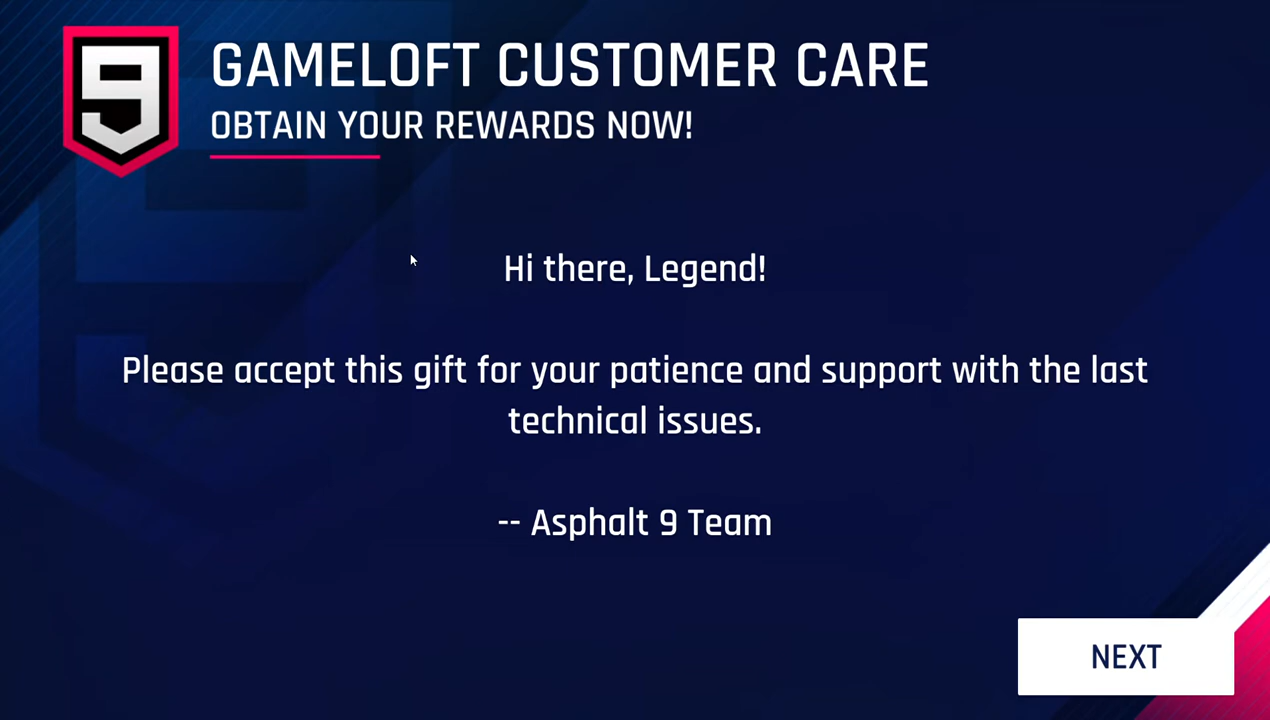 9
GAMELOFT CUSTOMER CARE
OBTAIN YOUR REWARDS NOW!
Hi there, Legend!
Please accept this gift for your patience and support with the last
technical issues.
-- Asphalt 9 Team
NEXT